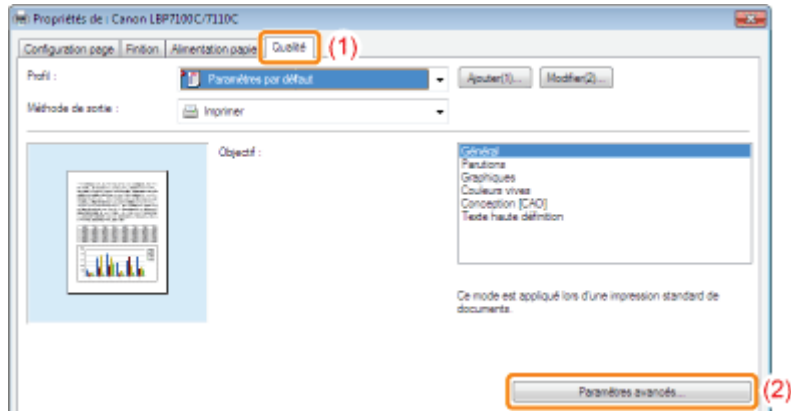 Propriétés de : Canon LBP7100C/7110C
Configuration page Finition Alimentation papier Qualité (1)
Profil : Paramètres par défaut Ajouter(1)... Modifier(2)...
Méthode de sortie : Imprimer
Objectif :
Général
Parutions
Graphiques
Couleurs vives
Conception [CAO]
Texte haute définition
Ce mode est appliqué lors d'une impression standard de
documents.
Paramètres avancés... (2)